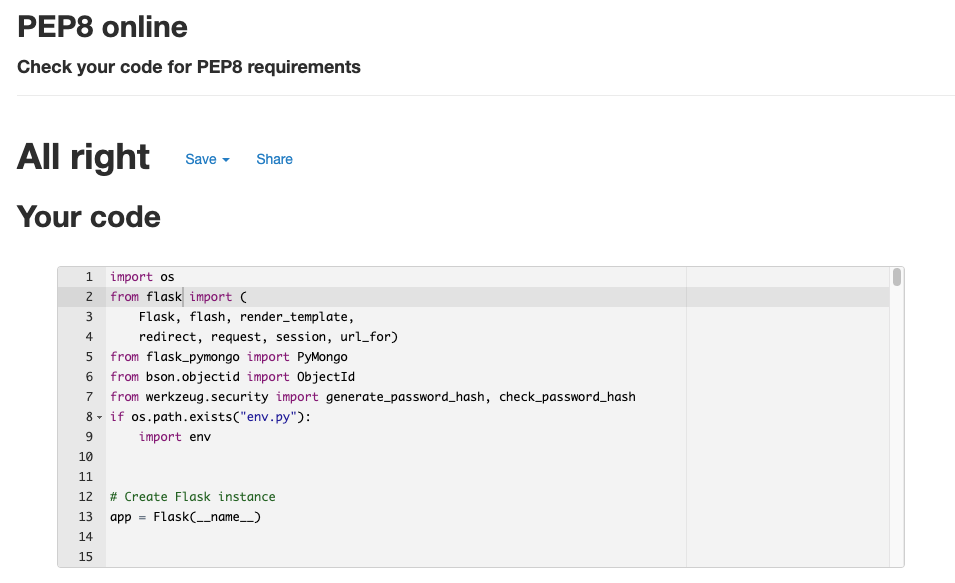 PEP8 online
Check your code for PEP8 requirements
All right Save Share
Your code
1 import os
2 from flask import (
3     Flask, flash, render_template,
4     redirect, request, session, url_for)
5 from flask_pymongo import PyMongo
6 from bson.objectid import ObjectId
7 from werkzeug.security import generate_password_hash, check_password_hash
8 if os.path.exists("env.py"):
9     import env
10
11
12 # Create Flask instance
13 app = Flask(__name__)
14
15